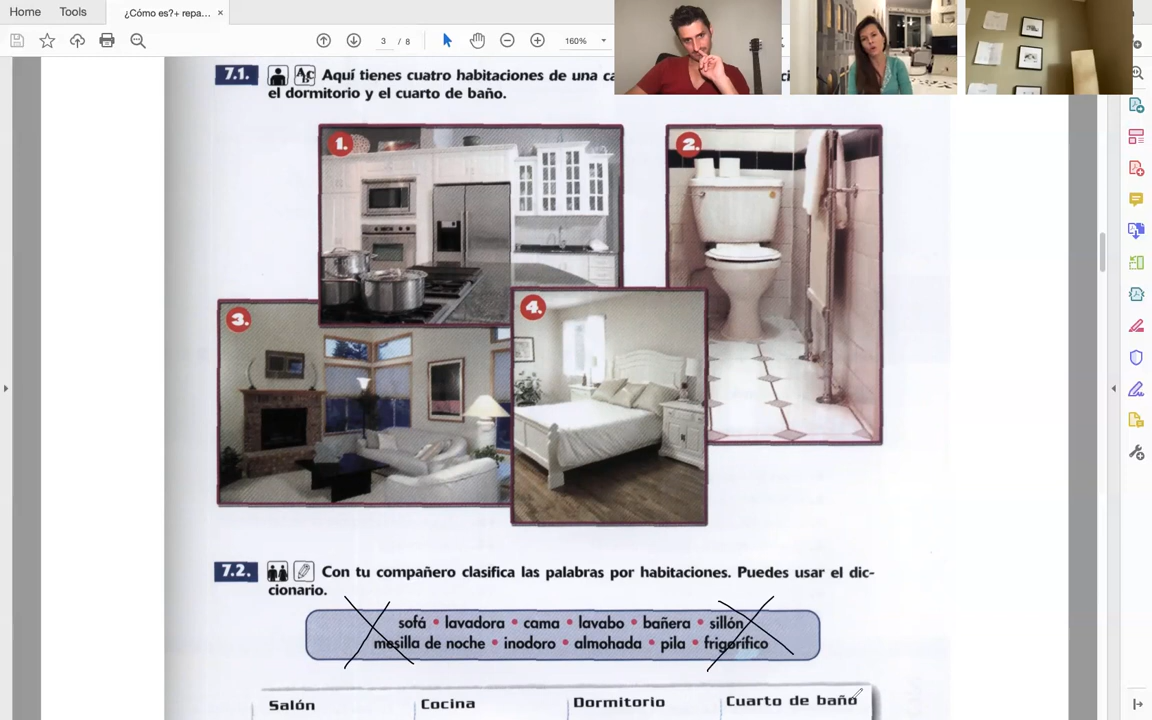 Home Tools ¿Cómo es?+ repa... ×
3 / 8 160%
7.1. Aquí tienes cuatro habitaciones de una
el dormitorio y el cuarto de baño.
1.
2.
3.
4.
7.2. Con tu compañero clasifica las palabras por habitaciones. Puedes usar el dic-
cionario.
sofá • lavadora • cama • lavabo • bañera • sillón
mesilla de noche • inodoro • almohada • pila • frigorífico
Salón Cocina Dormitorio Cuarto de baño